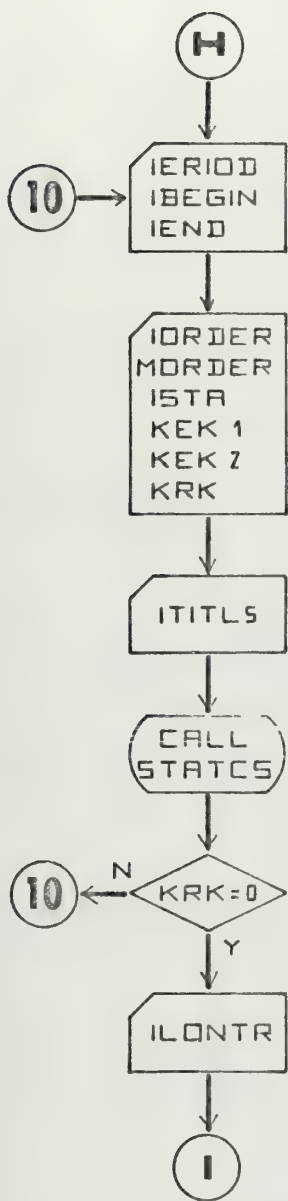 H
10
IERIOD
IBEGIN
IEND
IORDER
MORDER
ISTA
KEK 1
KEK 2
KRK
ITITLS
CALL
STATCS
10
N
KRK=0
Y
ILONTR
I